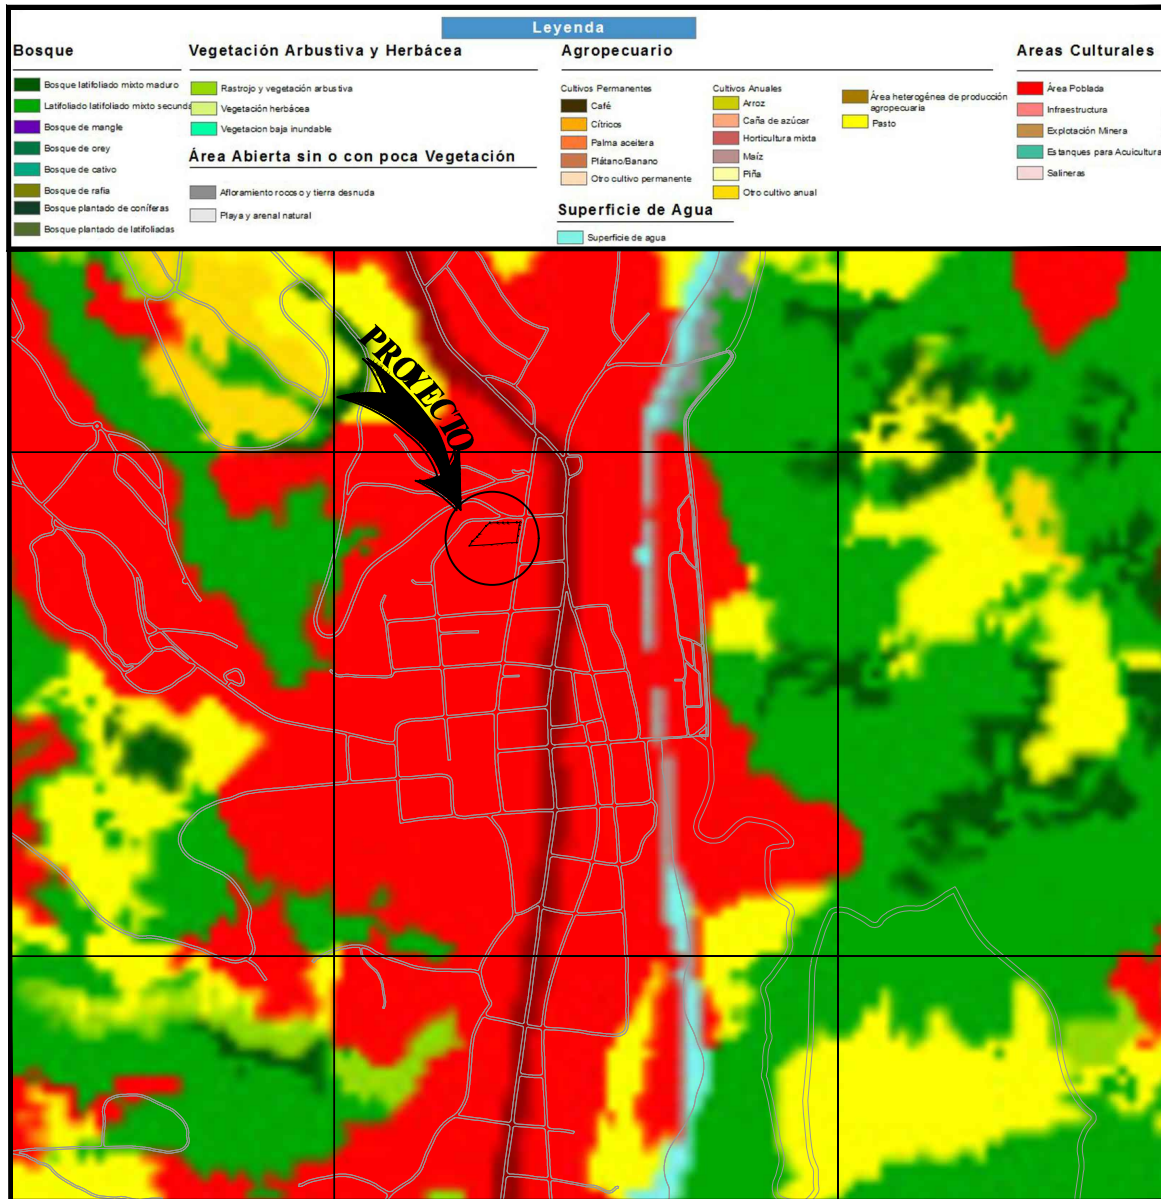 Leyenda
Bosque
Bosque latifoliado mixto maduro
Latifoliado latifoliado mixto secunda
Bosque de mangle
Bosque de orey
Bosque de cativo
Bosque de rafia
Bosque plantado de coníferas
Bosque plantado de latifoliadas
Vegetación Arbustiva y Herbácea
Rastrojo y vegetación arbustiva
Vegetación herbácea
Vegetacion baja inundable
Área Abierta sin o con poca Vegetación
Afloramiento rocoso y tierra desnuda
Playa y arenal natural
Agropecuario
Cultivos Permanentes
Café
Cítricos
Palma aceitera
Plátano/Banano
Otro cultivo permanente
Cultivos Anuales
Arroz
Caña de azúcar
Horticultura mixta
Maíz
Piña
Otro cultivo anual
Área heterogénea de producción
agropecuaria
Pasto
Superficie de Agua
Superficie de agua
Areas Culturales
Área Poblada
Infraestructura
Explotación Minera
Estanques para Acuicultura
Salineras
PROYECTO